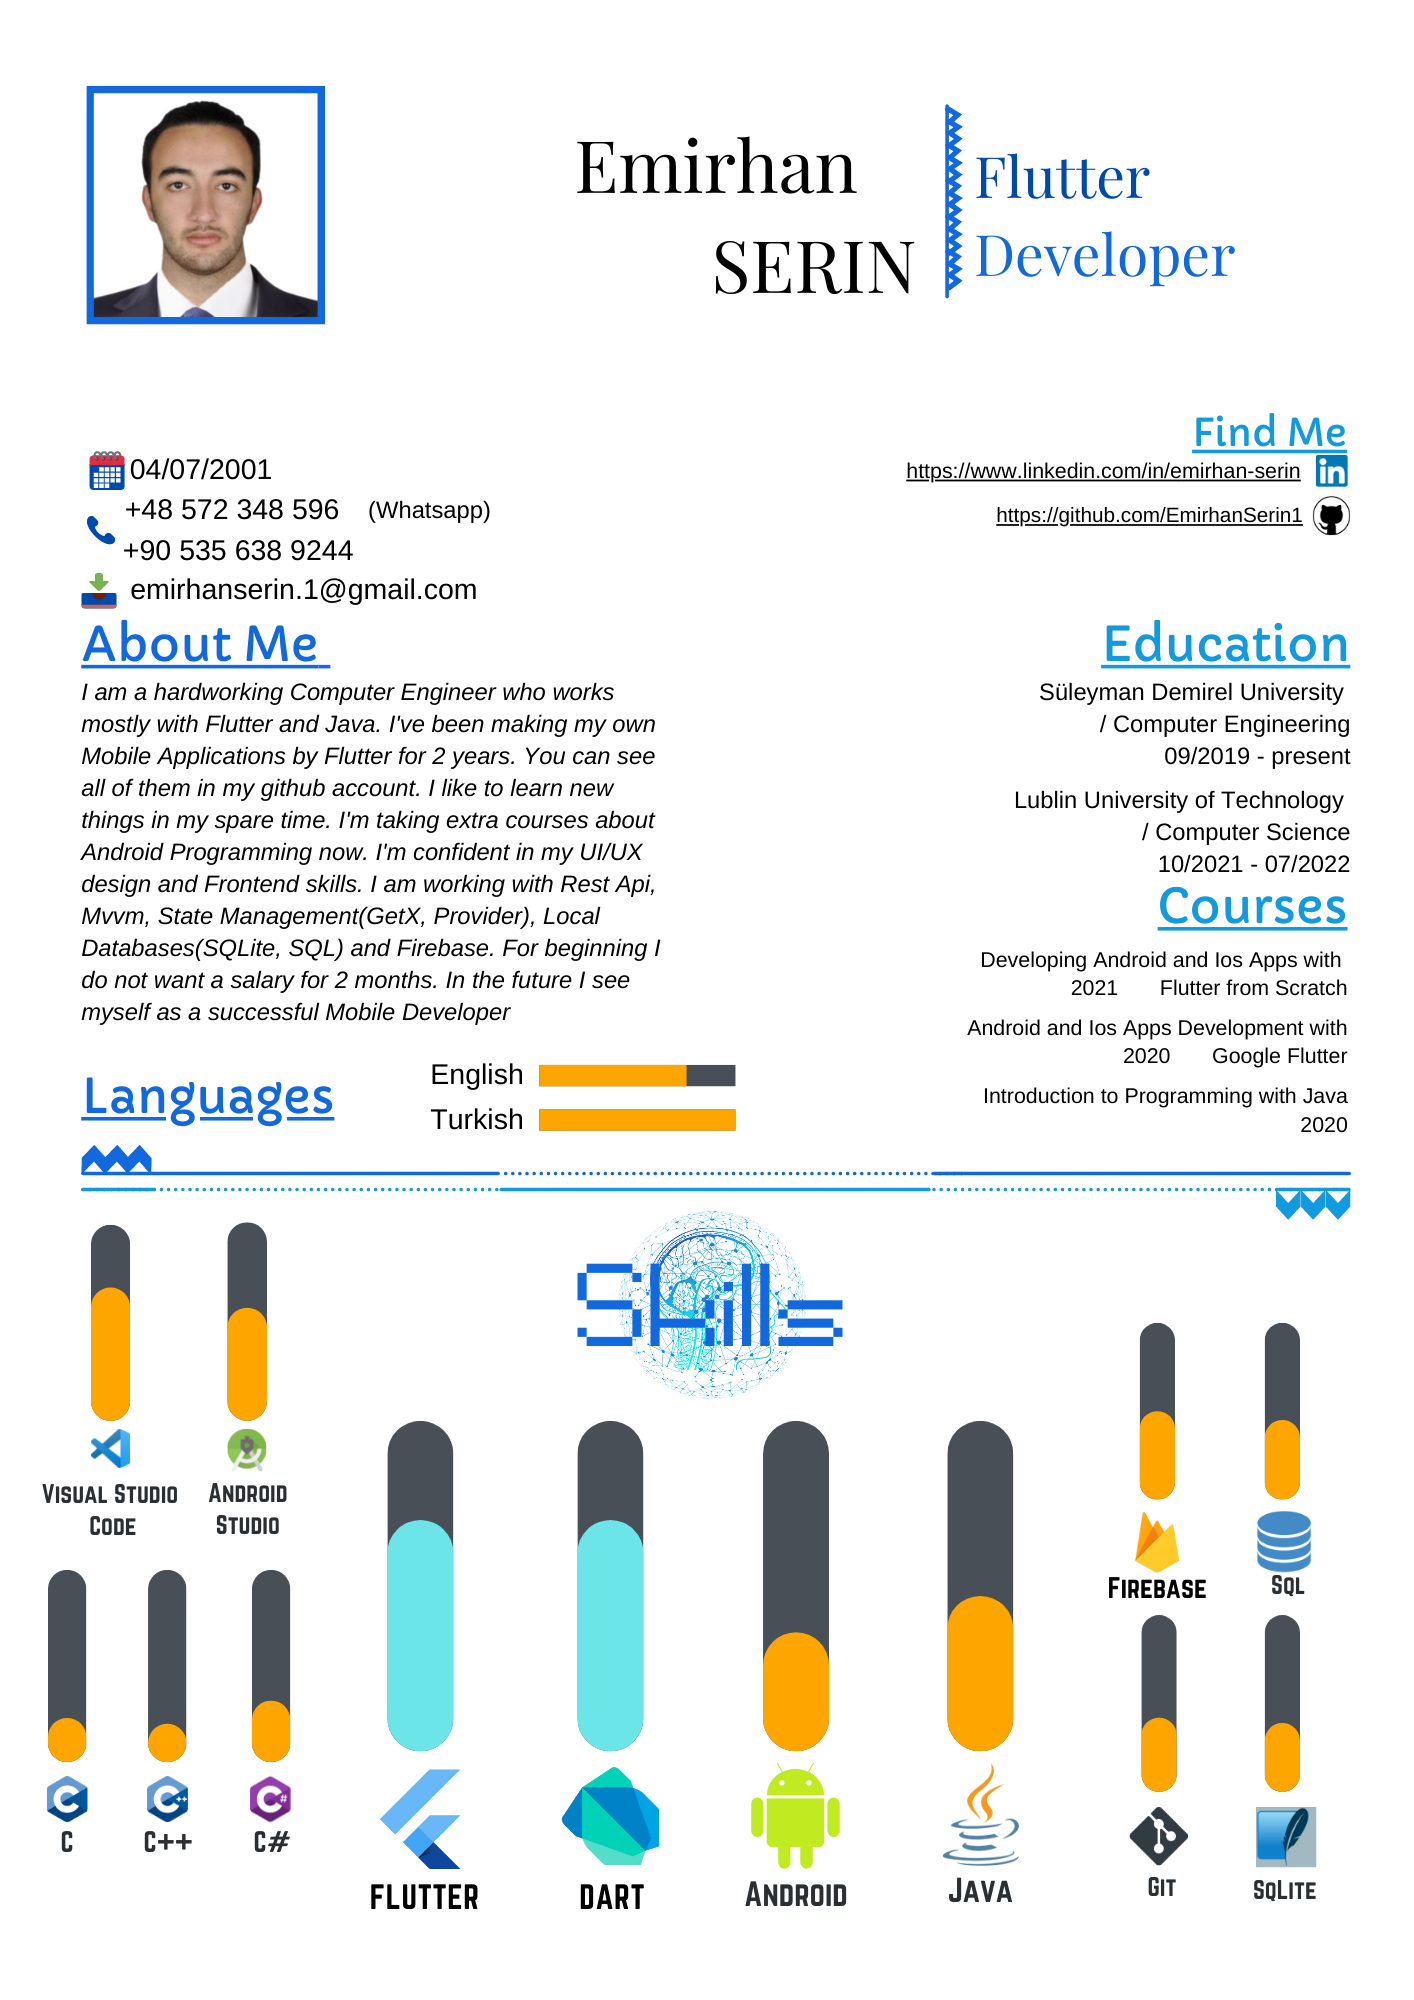 Emirhan
SERIN
Flutter
Developer
04/07/2001
+48 572 348 596 (Whatsapp)
+90 535 638 9244
emirhanserin.1@gmail.com
Find Me
https://www.linkedin.com/in/emirhan-serin
in
https://github.com/EmirhanSerin1
About Me
I am a hardworking Computer Engineer who works
mostly with Flutter and Java. I've been making my own
Mobile Applications by Flutter for 2 years. You can see
all of them in my github account. I like to learn new
things in my spare time. I'm taking extra courses about
Android Programming now. I'm confident in my UI/UX
design and Frontend skills. I am working with Rest Api,
Mvvm, State Management(GetX, Provider), Local
Databases(SQLite, SQL) and Firebase. For beginning I
do not want a salary for 2 months. In the future I see
myself as a successful Mobile Developer
Education
Süleyman Demirel University
/ Computer Engineering
09/2019 - present
Lublin University of Technology
/ Computer Science
10/2021 - 07/2022
Courses
Developing Android and Ios Apps with
2021 Flutter from Scratch
Android and Ios Apps Development with
2020 Google Flutter
Introduction to Programming with Java
2020
Languages
English
Turkish
Skills
Visual Studio
Code
Android
Studio
Firebase
Sql
C
C++
C#
C
C++
C#
FLUTTER
DART
Android
Java
Git
SqLite